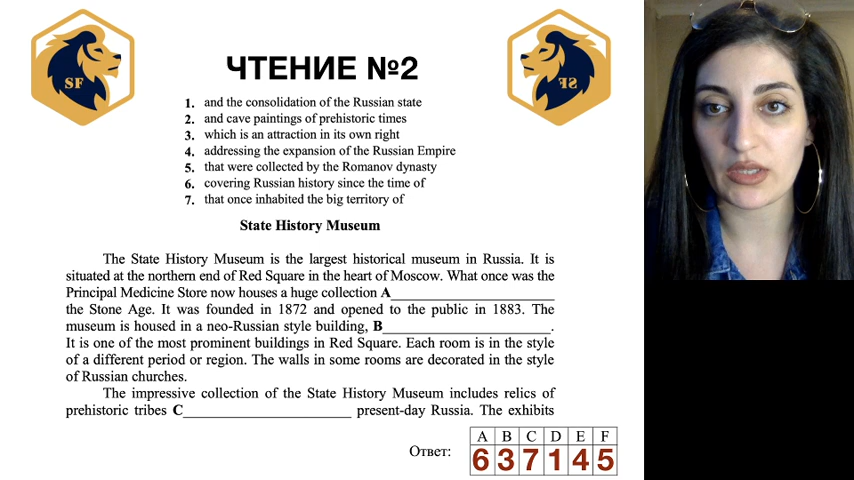 SF
SF
ЧТЕНИЕ №2
1. and the consolidation of the Russian state
2. and cave paintings of prehistoric times
3. which is an attraction in its own right
4. addressing the expansion of the Russian Empire
5. that were collected by the Romanov dynasty
6. covering Russian history since the time of
7. that once inhabited the big territory of
State History Museum
The State History Museum is the largest historical museum in Russia. It is
situated at the northern end of Red Square in the heart of Moscow. What once was the
Principal Medicine Store now houses a huge collection A____________________
the Stone Age. It was founded in 1872 and opened to the public in 1883. The
museum is housed in a neo-Russian style building, B____________________.
It is one of the most prominent buildings in Red Square. Each room is in the style
of a different period or region. The walls in some rooms are decorated in the style
of Russian churches.
The impressive collection of the State History Museum includes relics of
prehistoric tribes C____________________ present-day Russia. The exhibits
Ответ:
A B C D E F
6 3 7 1 4 5